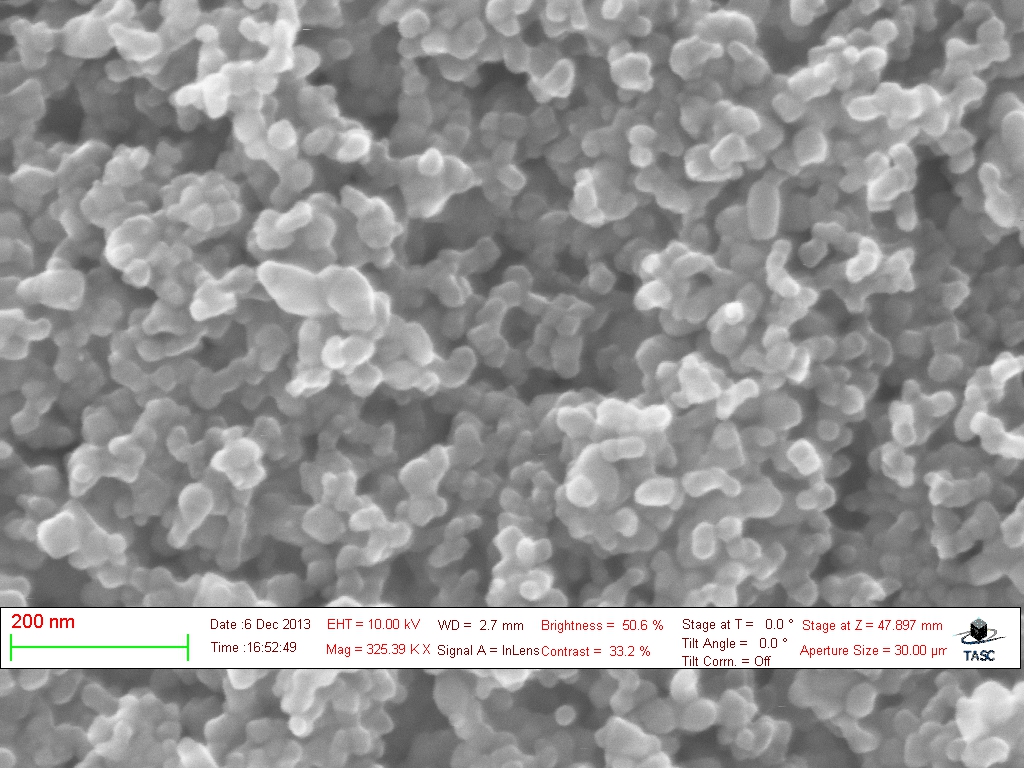 200 nm
Date :6 Dec 2013
Time :16:52:49
EHT = 10.00 kV
Mag = 325.39 K X
WD = 2.7 mm
Signal A = InLens
Brightness = 50.6 %
Contrast = 33.2 %
Stage at T = 0.0 °
Tilt Angle = 0.0 °
Tilt Corrn. = Off
Stage at Z = 47.897 mm
Aperture Size = 30.00 µm
TASC